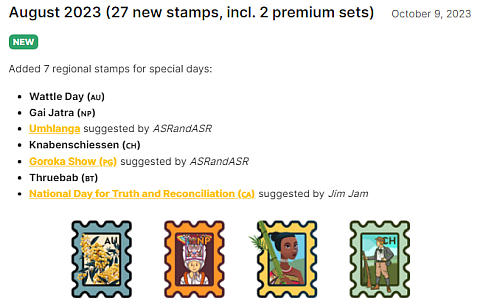 August 2023 (27 new stamps, incl. 2 premium sets) October 9, 2023
NEW
Added 7 regional stamps for special days:
Wattle Day (AU)
Gai Jatra (NP)
Umhlanga suggested by ASRandASR
Knabenschiessen (CH)
Goroka Show (PG) suggested by ASRandASR
Thruebab (BT)
National Day for Truth and Reconciliation (CA) suggested by Jim Jam
AU NP CH